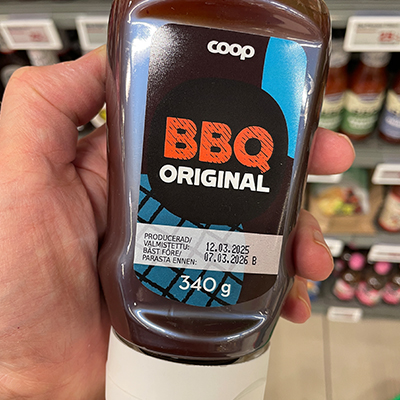 coop
BBQ
ORIGINAL
PRODUCERAD/
VALMISTETTU: 12.03.2025
BÄST FÖRE/
PARASTA ENNEN: 07.03.2026 B
340 g